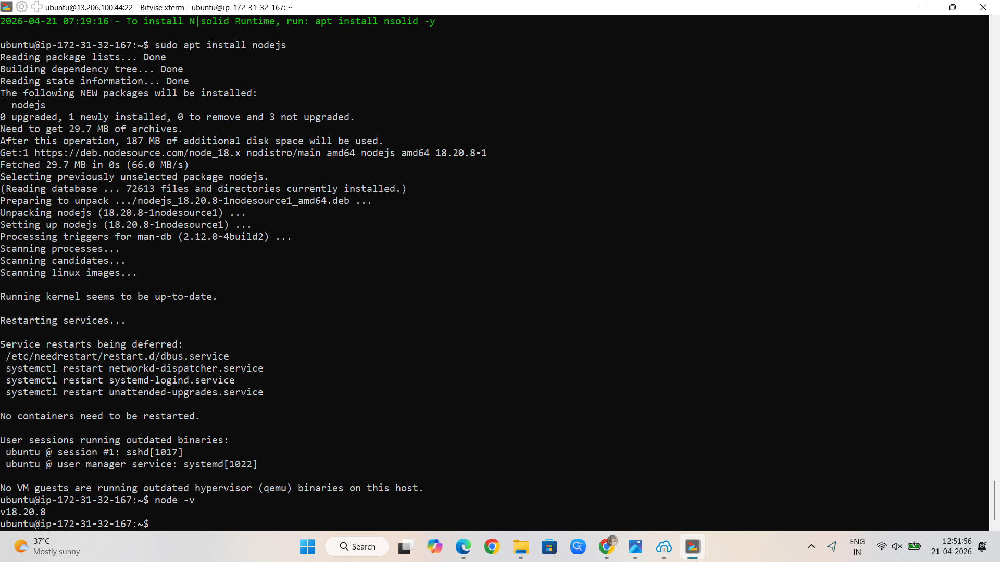 ubuntu@13.206.100.44:22 - Bitvise xterm - ubuntu@ip-172-31-32-167: ~
2026-04-21 07:19:16 - To install N|solid Runtime, run: apt install nsolid -y
ubuntu@ip-172-31-32-167:~$ sudo apt install nodejs
Reading package lists... Done
Building dependency tree... Done
Reading state information... Done
The following NEW packages will be installed:
  nodejs
0 upgraded, 1 newly installed, 0 to remove and 3 not upgraded.
Need to get 29.7 MB of archives.
After this operation, 187 MB of additional disk space will be used.
Get:1 https://deb.nodesource.com/node_18.x nodistro/main amd64 nodejs amd64 18.20.8-1
Fetched 29.7 MB in 0s (66.0 MB/s)
Selecting previously unselected package nodejs.
(Reading database ... 72613 files and directories currently installed.)
Preparing to unpack .../nodejs_18.20.8-1nodesource1_amd64.deb ...
Unpacking nodejs (18.20.8-1nodesource1) ...
Setting up nodejs (18.20.8-1nodesource1) ...
Processing triggers for man-db (2.12.0-4build2) ...
Scanning processes...
Scanning candidates...
Scanning linux images...
Running kernel seems to be up-to-date.
Restarting services...
Service restarts being deferred:
 /etc/needrestart/restart.d/dbus.service
 systemctl restart networkd-dispatcher.service
 systemctl restart systemd-logind.service
 systemctl restart unattended-upgrades.service
No containers need to be restarted.
User sessions running outdated binaries:
 ubuntu @ session #1: sshd[1017]
 ubuntu @ user manager service: systemd[1022]
No VM guests are running outdated hypervisor (qemu) binaries on this host.
ubuntu@ip-172-31-32-167:~$ node -v
v18.20.8
ubuntu@ip-172-31-32-167:~$
37°C
Mostly sunny
Search
ENG
IN
12:51:56
21-04-2026